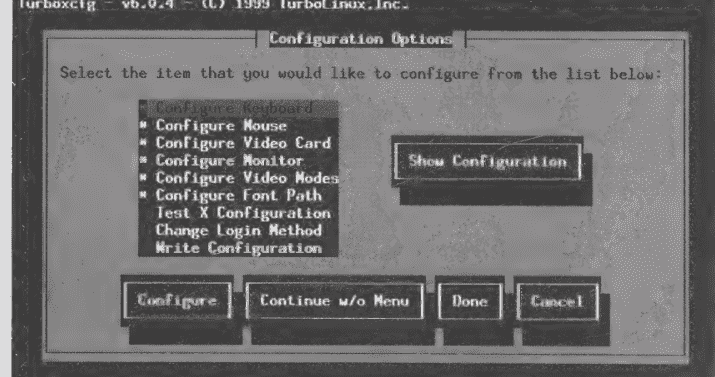 Turboxcfg - v6.0.4 - (C) 1999 TurboLinux,Inc.
Configuration Options
Select the item that you would like to configure from the list below:
* Configure Keyboard
* Configure Mouse
* Configure Video Card
* Configure Monitor
* Configure Video Modes
* Configure Font Path
Test X Configuration
Change Login Method
Write Configuration
Show Configuration
Configure
Continue w/o Menu
Done
Cancel